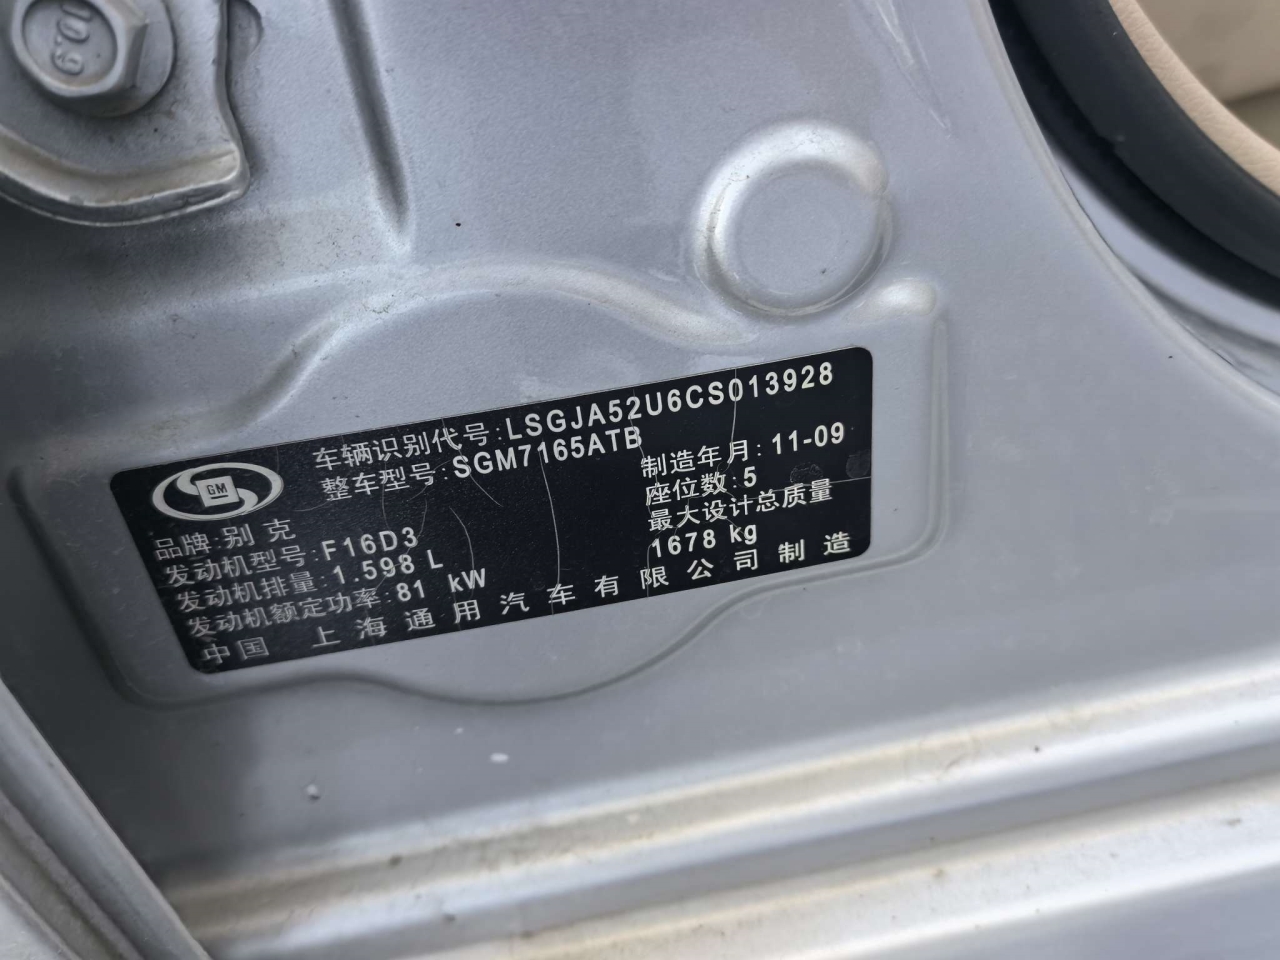 10.9
GM
车辆识别代号:LSGJA52U6CS013928
整车型号:SGM7165ATB
制造年月:11-09
品牌:别克
座位数:5
发动机型号:F16D3
最大设计总质量
发动机排量:1.598 L
1678 kg
发动机额定功率:81 kW
中国 上海通用汽车有限公司制造